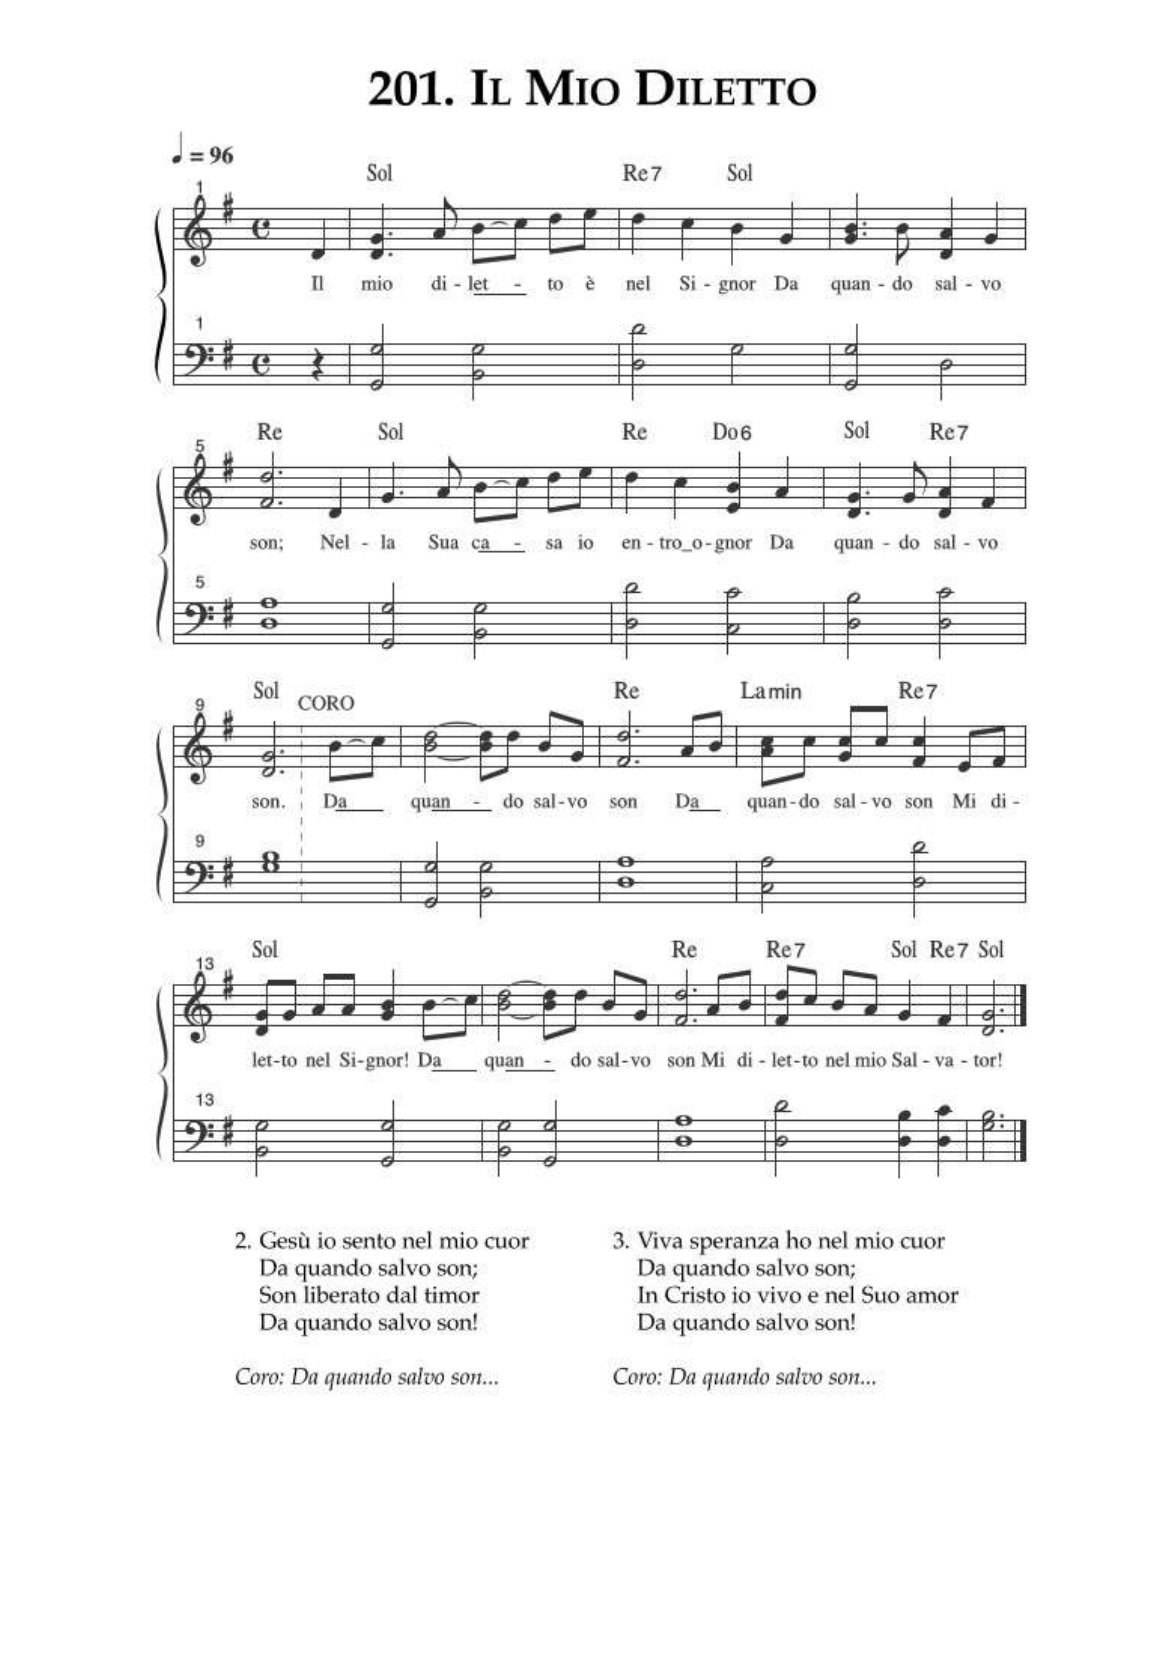 201. Il Mio Diletto
♩ = 96
Sol Re7 Sol
1
Il mio di - let - to è nel Si - gnor Da quan - do sal - vo
1
Re Sol Re Do6 Sol Re7
5
son; Nel - la Sua ca - sa io en - tro_o - gnor Da quan - do sal - vo
5
Sol CORO Re Lamin Re7
9
son. Da quan - do sal - vo son Da quan - do sal - vo son Mi di -
9
Sol Re Re7 Sol Re7 Sol
13
let - to nel Si - gnor! Da quan - do sal - vo son Mi di - let - to nel mio Sal - va - tor!
13
2. Gesù io sento nel mio cuor
Da quando salvo son;
Son liberato dal timor
Da quando salvo son!
Coro: Da quando salvo son...
3. Viva speranza ho nel mio cuor
Da quando salvo son;
In Cristo io vivo e nel Suo amor
Da quando salvo son!
Coro: Da quando salvo son...